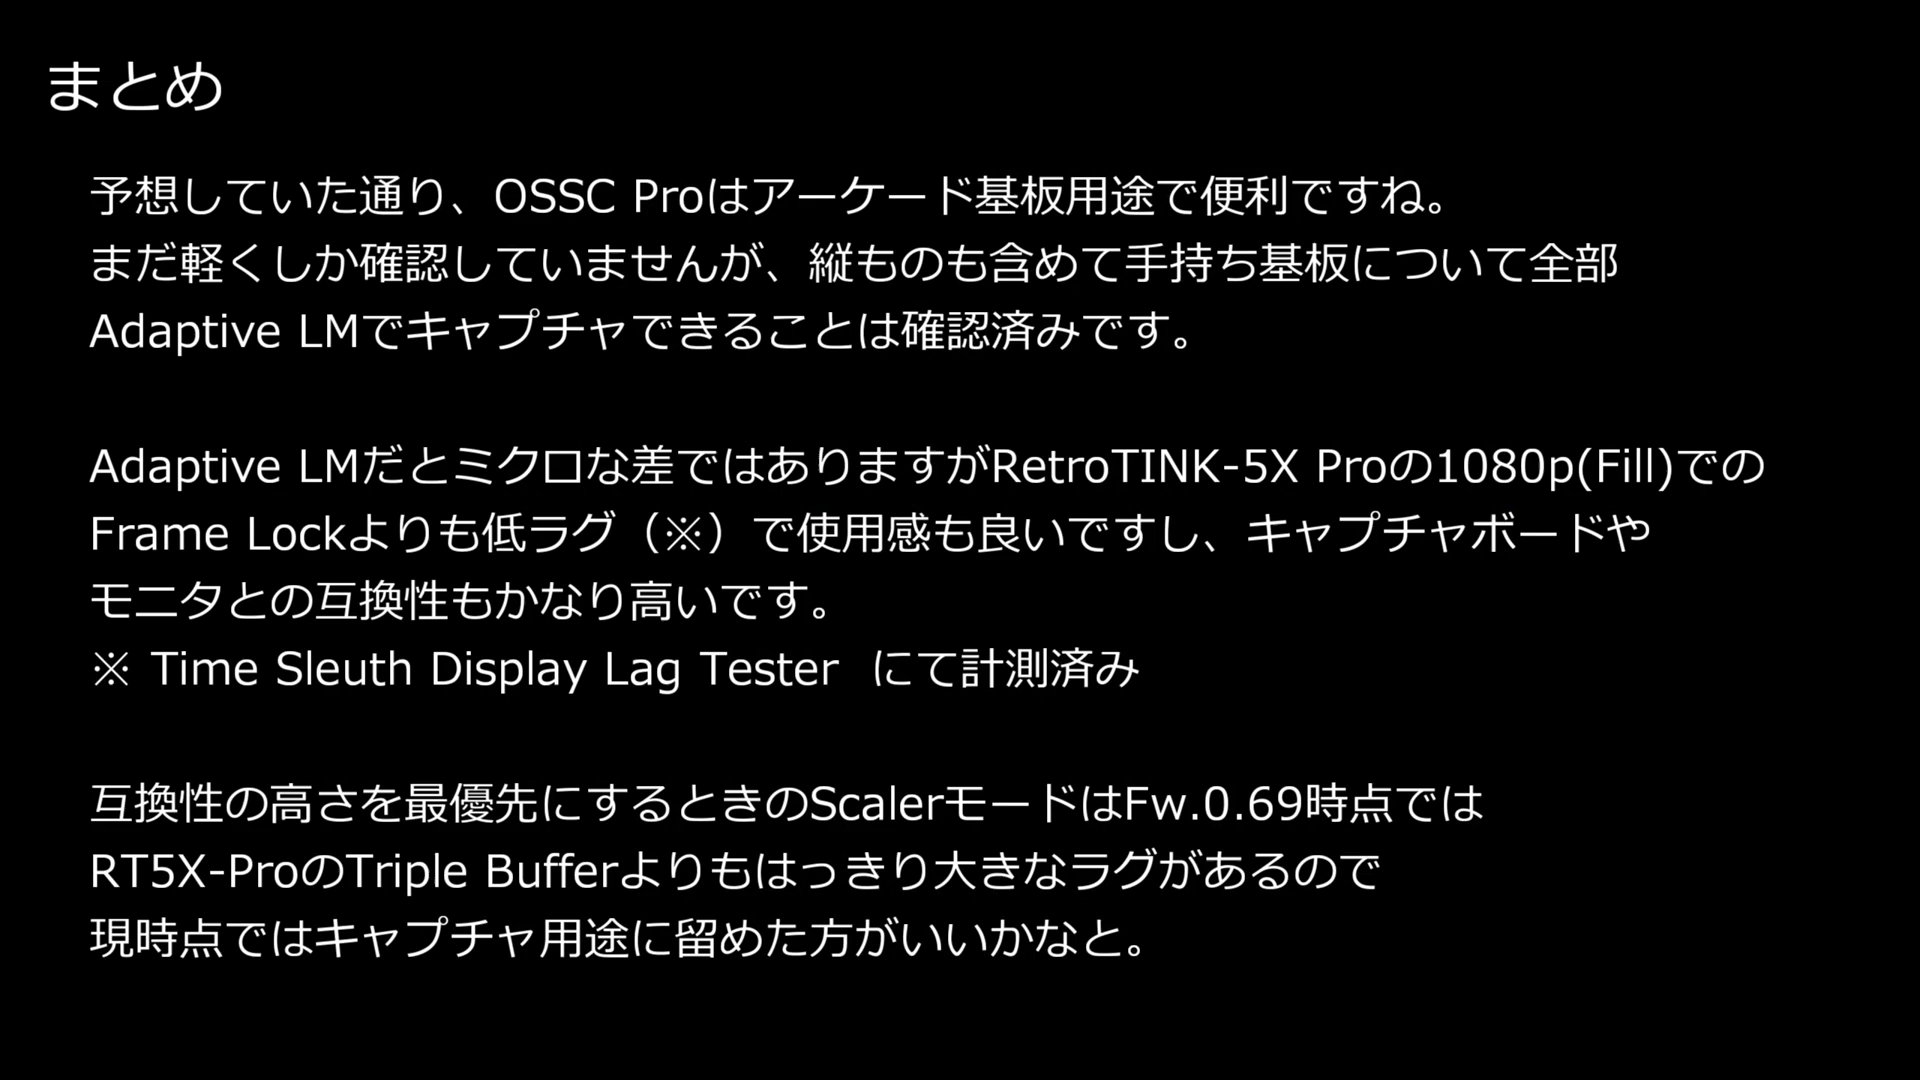 まとめ
予想していた通り、OSSC Proはアーケード基板用途で便利ですね。
まだ軽くしか確認していませんが、縦ものも含めて手持ち基板について全部
Adaptive LMでキャプチャできることは確認済みです。
Adaptive LMだとミクロな差ではありますがRetroTINK-5X Proの1080p(Fill)での
Frame Lockよりも低ラグ（※）で使用感も良いですし、キャプチャボードや
モニタとの互換性もかなり高いです。
※ Time Sleuth Display Lag Tester にて計測済み
互換性の高さを最優先にするときのScalerモードはFw.0.69時点では
RT5X-ProのTriple Bufferよりもはっきり大きなラグがあるので
現時点ではキャプチャ用途に留めた方がいいかなと。